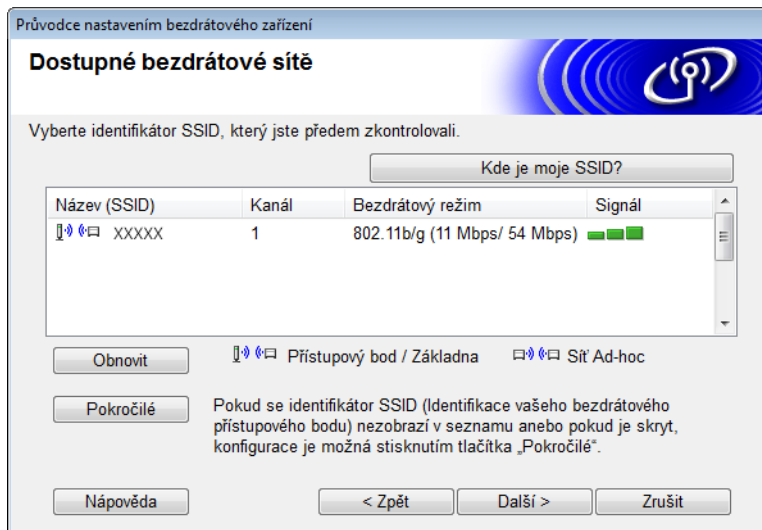 Průvodce nastavením bezdrátového zařízení
Dostupné bezdrátové sítě
Vyberte identifikátor SSID, který jste předem zkontrolovali.
Kde je moje SSID?
Název (SSID) Kanál Bezdrátový režim Signál
XXXXX 1 802.11b/g (11 Mbps/ 54 Mbps)
Obnovit Přístupový bod / Základna Síť Ad-hoc
Pokročilé
Pokud se identifikátor SSID (Identifikace vašeho bezdrátového
přístupového bodu) nezobrazí v seznamu anebo pokud je skryt,
konfigurace je možná stisknutím tlačítka „Pokročilé“.
Nápověda < Zpět Další > Zrušit